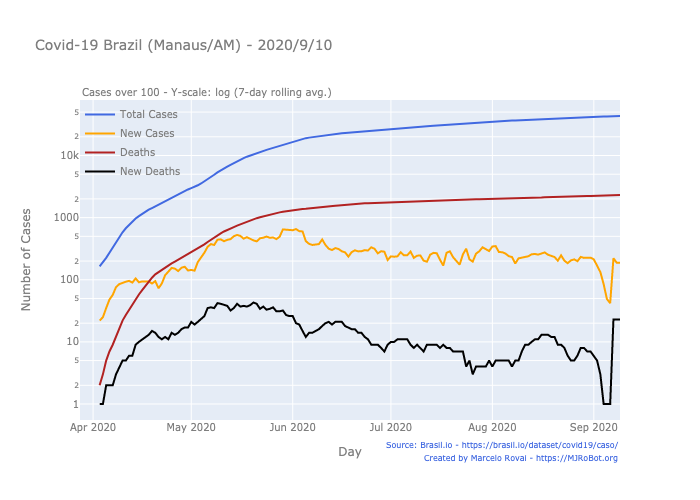 Covid-19 Brazil (Manaus/AM) - 2020/9/10
Cases over 100 - Y-scale: log (7-day rolling avg.)
Total Cases
New Cases
Deaths
New Deaths
5
2
10k
5
2
1000
5
2
100
5
2
10
5
2
1
Number of Cases
Apr 2020
May 2020
Jun 2020
Jul 2020
Aug 2020
Sep 2020
Day
Source: Brasil.io - https://brasil.io/dataset/covid19/caso/
Created by Marcelo Rovai - https://MJRoBot.org